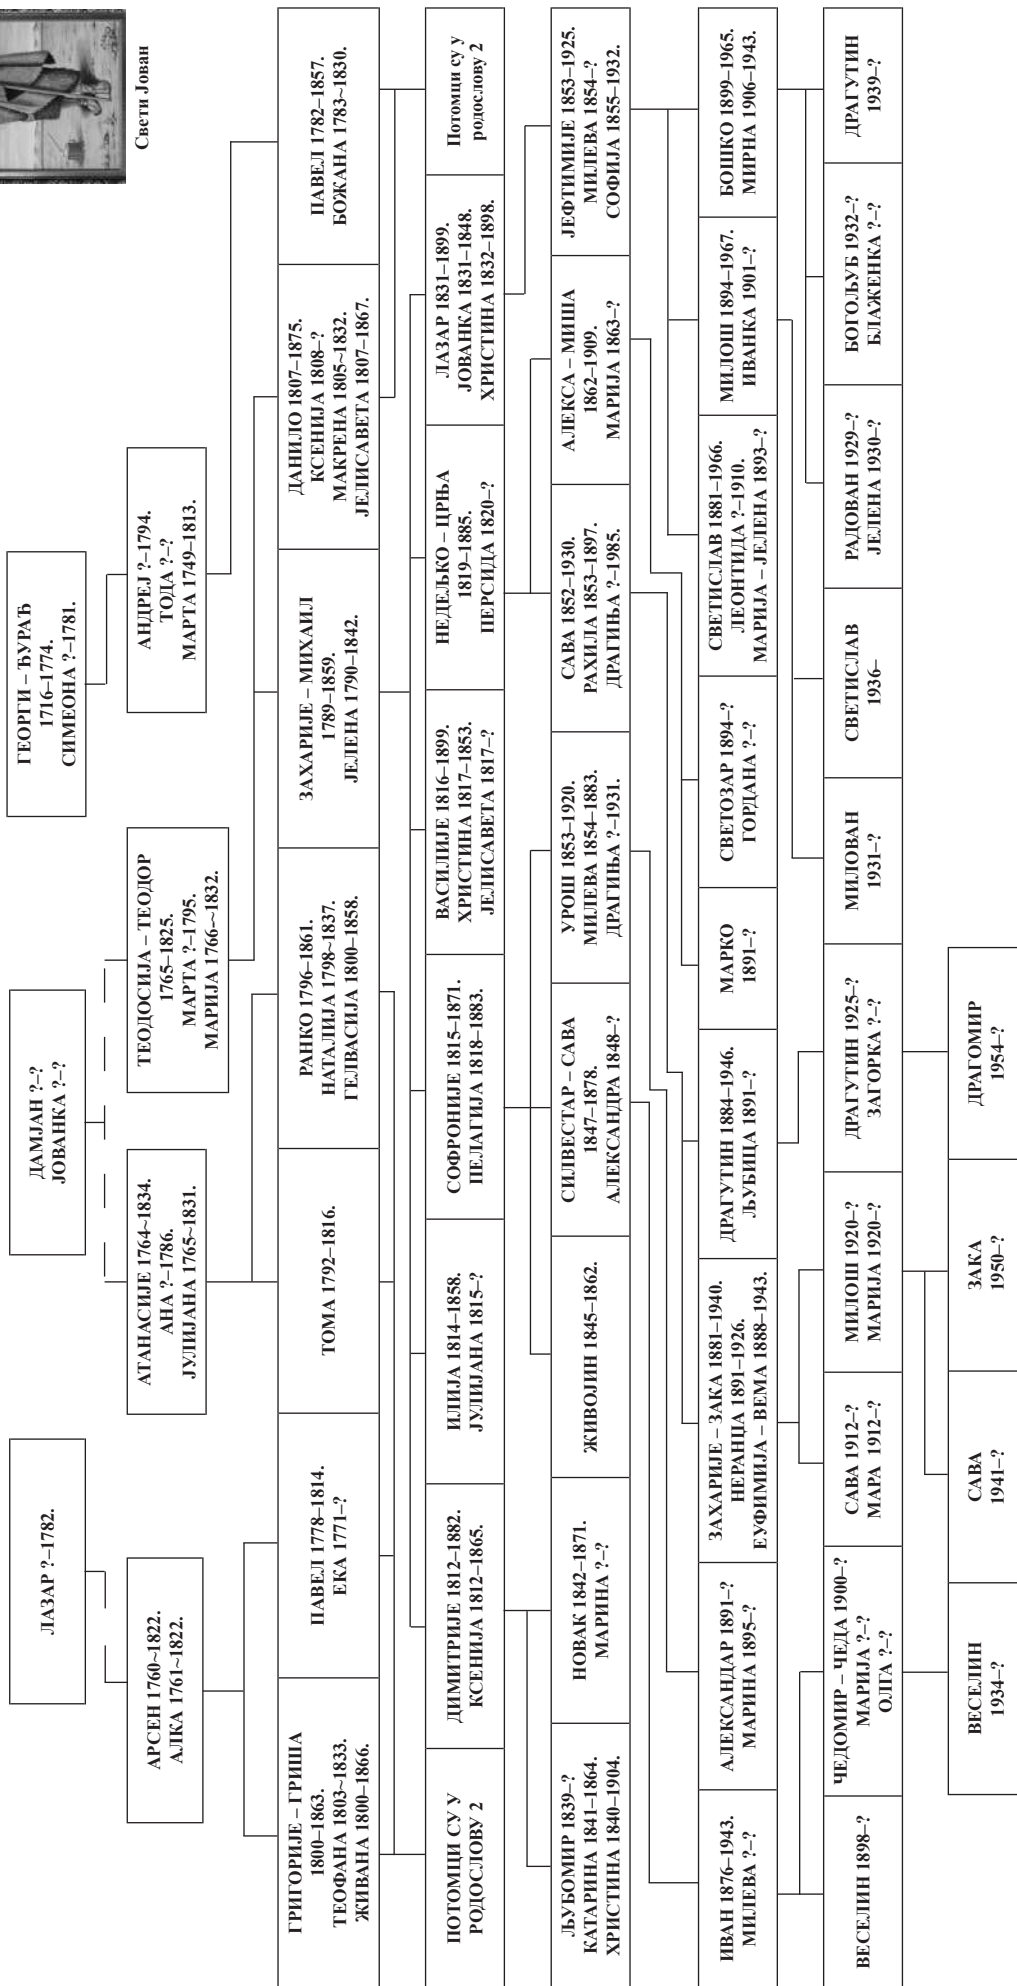 Свети Јован
ЛАЗАР ?–1782.
ДАМЈАН ?–?
ЈОВАНКА ?–?
ГЕОРГИ – ЂУРАЂ
1716–1774.
СИМЕОНА ?–1781.
АРСЕН 1760~1822.
АЛКА 1761~1822.
АТАНАСИЈЕ 1764~1834.
АНА ?–1786.
ЈУЛИЈАНА 1765~1831.
ТЕОДОСИЈА – ТЕОДОР
1765–1825.
МАРТА ?–1795.
МАРИЈА 1766-~1832.
АНДРЕЈ ?–1794.
ТОДА ?–?
МАРТА 1749–1813.
ГРИГОРИЈЕ – ГРИША
1800–1863.
ТЕОФАНА 1803~1833.
ЖИВАНА 1800–1866.
ПАВЕЛ 1778–1814.
ЕКА 1771–?
ТОМА 1792–1816.
РАНКО 1796–1861.
НАТАЛИЈА 1798~1837.
ГЕЛВАСИЈА 1800–1858.
ЗАХАРИЈЕ – МИХАИЛ
1789–1859.
ЈЕЛЕНА 1790–1842.
ДАНИЛО 1807–1875.
КСЕНИЈА 1808–?
МАКРЕНА 1805~1832.
ЈЕЛИСАВЕТА 1807–1867.
ПАВЕЛ 1782–1857.
БОЖАНА 1783~1830.
ПОТОМЦИ СУ У
РОДОСЛОВУ 2
ДИМИТРИЈЕ 1812–1882.
КСЕНИЈА 1812–1865.
ИЛИЈА 1814–1858.
ЈУЛИЈАНА 1815–?
СОФРОНИЈЕ 1815–1871.
ПЕЛАГИЈА 1818–1883.
ВАСИЛИЈЕ 1816–1899.
ХРИСТИНА 1817–1853.
ЈЕЛИСАВЕТА 1817–?
НЕДЕЉКО – ЦРЊА
1819–1885.
ПЕРСИДА 1820–?
ЛАЗАР 1831–1899.
ЈОВАНКА 1831–1848.
ХРИСТИНА 1832–1898.
Потомци су у
родослову 2
ЉУБОМИР 1839–?
КАТАРИНА 1841–1864.
ХРИСТИНА 1840–1904.
НОВАК 1842–1871.
МАРИНА ?–?
ЖИВОЈИН 1845–1862.
СИЛВЕСТАР – САВА
1847–1878.
АЛЕКСАНДРА 1848–?
УРОШ 1853–1920.
МИЛЕВА 1854–1883.
ДРАГИЊА ?–1931.
САВА 852–1930.
РАХИЛА 1853–1897.
ДРАГИЊА ?–1985.
АЛЕКСА – МИША
1862–1909.
МАРИЈА 1863–?
ЈЕФТИМИЈЕ 1853–1925.
МИЛЕВА 1854–?
СОФИЈА 1855–1932.
ИВАН 1876–1943.
МИЛЕВА ?–?
АЛЕКСАНДАР 1891–?
МАРИНА 1895–?
ЗАХАРИЈЕ – ЗАКА 1881–1940.
НЕРАНЏА 1891–1926.
ЕУФИМИЈА – ВЕМА 1888–1943.
ДРАГУТИН 1884–1946.
ЉУБИЦА 1891–?
МАРКО
1891–?
СВЕТОЗАР 1894–?
ГОРДАНА ?–?
СВЕТИСЛАВ 1881–1966.
ЛЕОНТИДА ?–1910.
МАРИЈА – ЈЕЛЕНА 1893–?
МИЛОШ 1894–1967.
ИВАНКА 1901–?
БОШКО 1899–1965.
МИРНА 1906–1943.
ВЕСЕЛИН 1898–?
ЧЕДОМИР – ЧЕДА 1900–?
МАРИЈА ?–?
ОЛГА ?–?
САВА 1912–?
МАРА 1912–?
МИЛОШ 1920–?
МАРИЈА 1920–?
ДРАГУТИН 1925–?
ЗАГОРКА ?–?
МИЛОВАН
1931–?
СВЕТИСЛАВ
1936–
РАДОВАН 1929–?
ЈЕЛЕНА 1930–?
БОГОЉУБ 1932–?
БЛАЖЕНКА ?–?
ДРАГУТИН
1939–?
ВЕСЕЛИН
1934–?
САВА
1941–?
ЗАКА
1950–?
ДРАГОМИР
1954–?